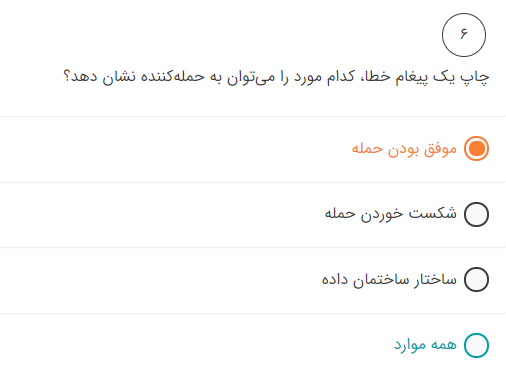 ۶
چاپ یک پیغام خطا، کدام مورد را می‌توان به حمله‌کننده نشان دهد؟
موفق بودن حمله
شکست خوردن حمله
ساختار ساختمان داده
همه موارد